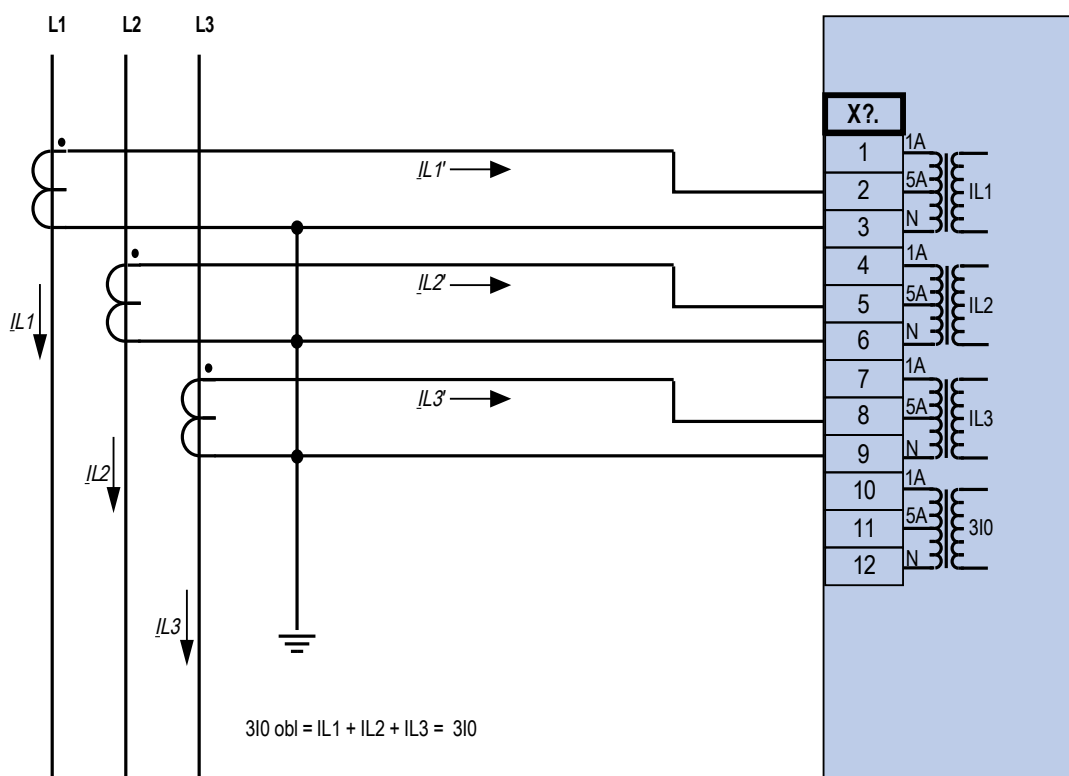 L1 L2 L3
X?.
1 1A
IL1'
2 5A IL1
3 N
4 1A
IL2'
5 5A IL2
IL1
6 N
7 1A
IL3'
8 5A IL3
9 N
IL2
10 1A
11 5A 3I0
12 N
IL3
3I0 obl = IL1 + IL2 + IL3 = 3I0